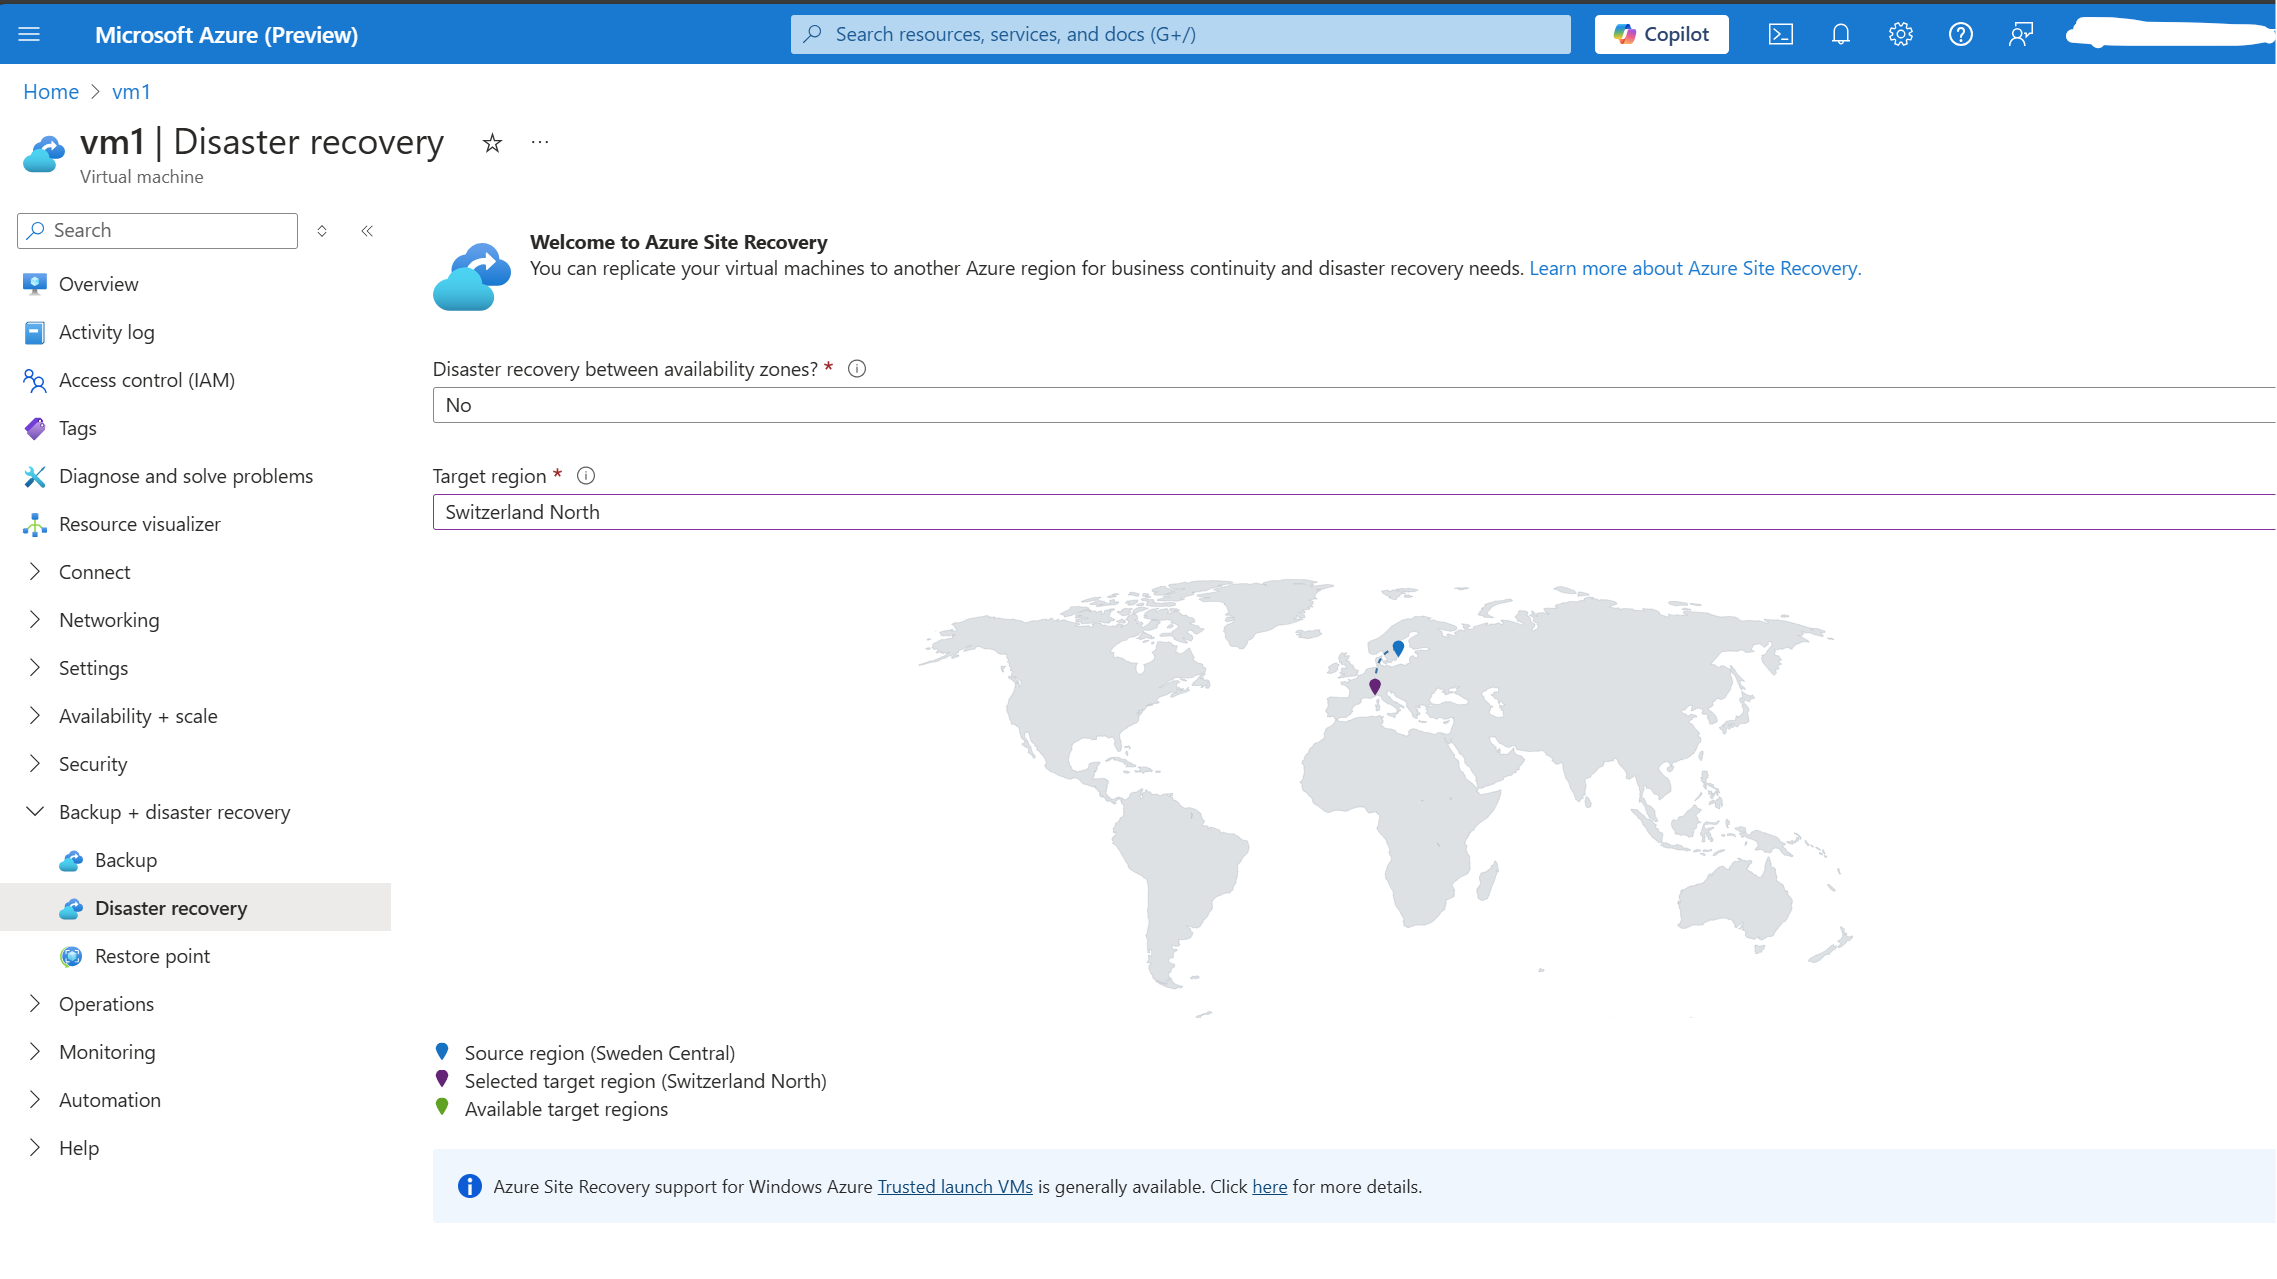 Microsoft Azure (Preview)
Search resources, services, and docs (G+/)
Copilot
Home > vm1
vm1 | Disaster recovery
Virtual machine
Search
Overview
Activity log
Access control (IAM)
Tags
Diagnose and solve problems
Resource visualizer
Connect
Networking
Settings
Availability + scale
Security
Backup + disaster recovery
Backup
Disaster recovery
Restore point
Operations
Monitoring
Automation
Help
Welcome to Azure Site Recovery
You can replicate your virtual machines to another Azure region for business continuity and disaster recovery needs. Learn more about Azure Site Recovery.
Disaster recovery between availability zones? *
No
Target region *
Switzerland North
Source region (Sweden Central)
Selected target region (Switzerland North)
Available target regions
Azure Site Recovery support for Windows Azure Trusted launch VMs is generally available. Click here for more details.